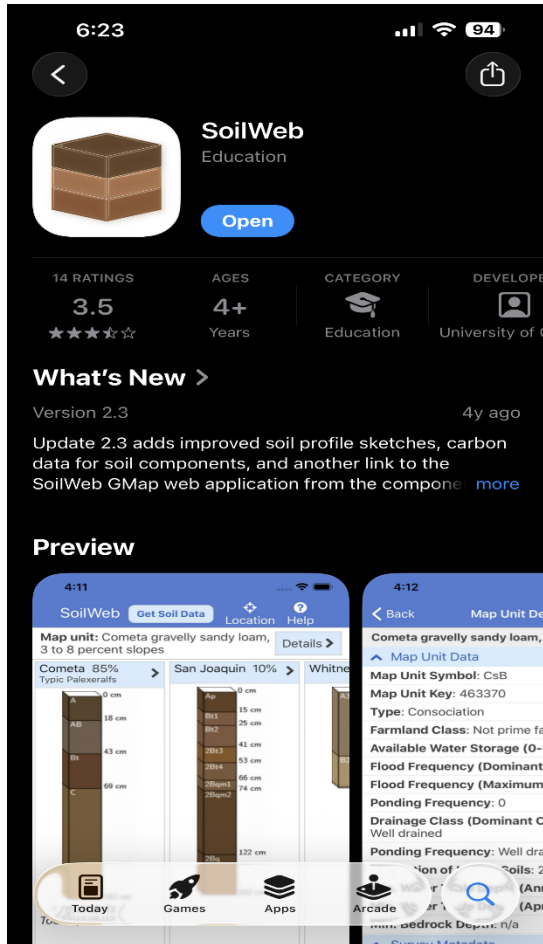 6:23
94
SoilWeb
Education
Open
14 RATINGS
3.5
AGES
4+
Years
CATEGORY
Education
DEVELOPE
University of
What's New >
Version 2.3
4y ago
Update 2.3 adds improved soil profile sketches, carbon
data for soil components, and another link to the
SoilWeb GMap web application from the compone more
Preview
4:11
SoilWeb Get Soil Data Location Help
Map unit: Cometa gravelly sandy loam,
3 to 8 percent slopes
Details >
Cometa 85% >
Typic Palexeralfs
A
AB
Bt
C
0 cm
18 cm
43 cm
69 cm
San Joaquin 10% >
Ap
Bt1
Bt2
2Bt3
2Bt4
2Bqm1
2Bqm2
2Bq
0 cm
15 cm
25 cm
41 cm
53 cm
66 cm
74 cm
122 cm
Whitne
4:12
< Back Map Unit De
Cometa gravelly sandy loam,
Map Unit Data
Map Unit Symbol: CsB
Map Unit Key: 463370
Type: Consociation
Farmland Class: Not prime fa
Available Water Storage (0-
Flood Frequency (Dominant
Flood Frequency (Maximum
Ponding Frequency: 0
Drainage Class (Dominant C
Well drained
Ponding Frequency: Well dra
Min. Bedrock Depth: n/a
Survey Metadata
Today
Games
Apps
Arcade